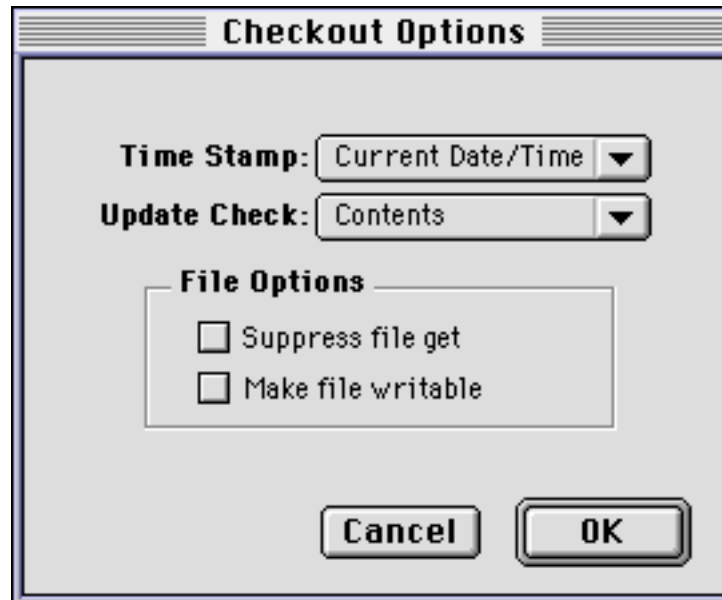 Checkout Options
Time Stamp: Current Date/Time
Update Check: Contents
File Options
Suppress file get
Make file writable
Cancel OK